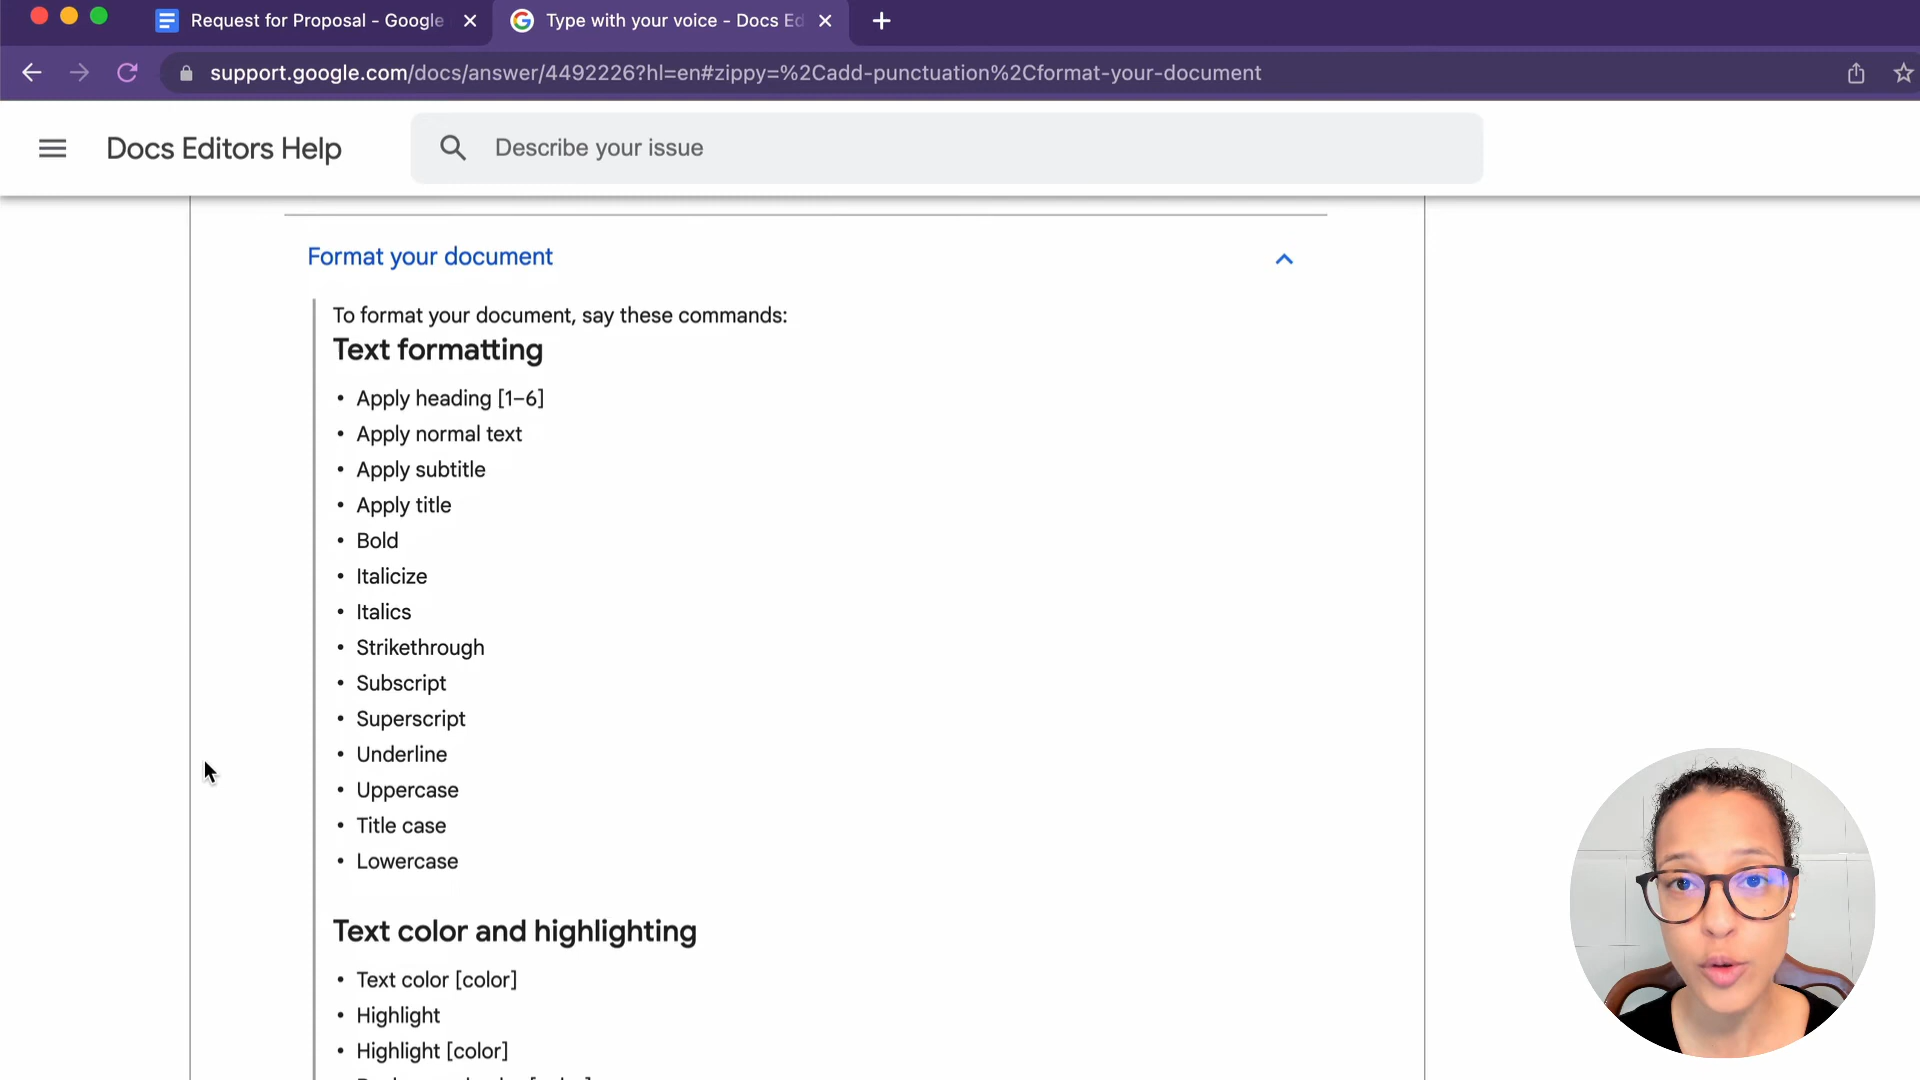 Request for Proposal - Google
Type with your voice - Docs Ed
support.google.com/docs/answer/4492226?hl=en#zippy=%2Cadd-punctuation%2Cformat-your-document
Docs Editors Help
Describe your issue
Format your document
To format your document, say these commands:
Text formatting
• Apply heading [1–6]
• Apply normal text
• Apply subtitle
• Apply title
• Bold
• Italicize
• Italics
• Strikethrough
• Subscript
• Superscript
• Underline
• Uppercase
• Title case
• Lowercase
Text color and highlighting
• Text color [color]
• Highlight
• Highlight [color]